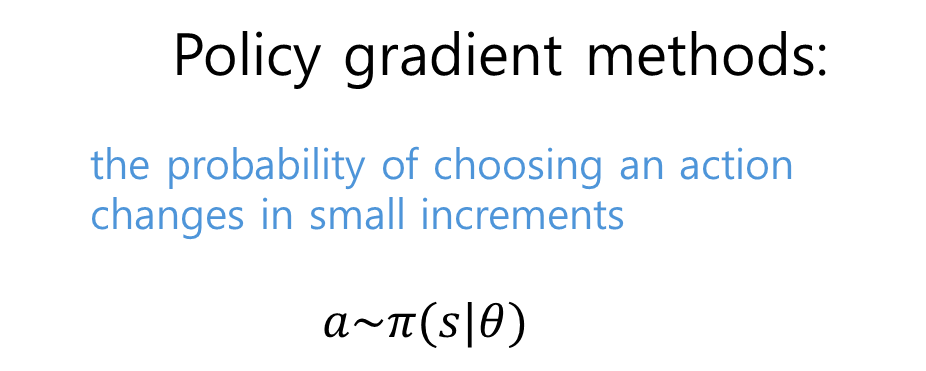 Policy gradient methods:
the probability of choosing an action
changes in small increments
𝑎~𝜋(𝑠|𝜃)